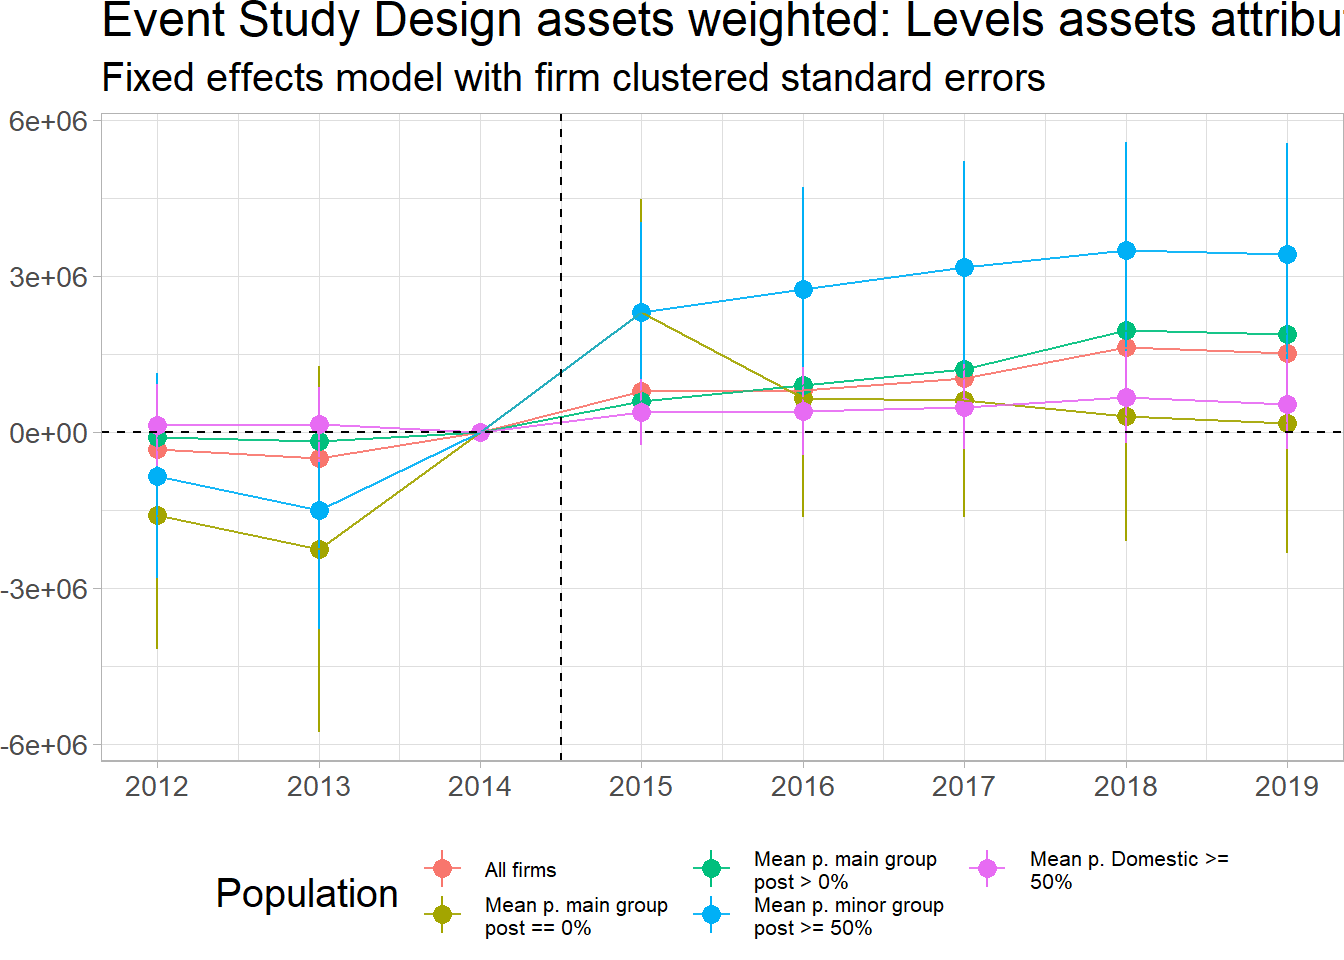 Event Study Design assets weighted: Levels assets attribu
Fixed effects model with firm clustered standard errors
6e+06
3e+06
0e+00
-3e+06
-6e+06
2012 2013 2014 2015 2016 2017 2018 2019
Population
All firms
Mean p. main group
post == 0%
Mean p. main group
post > 0%
Mean p. minor group
post >= 50%
Mean p. Domestic >=
50%